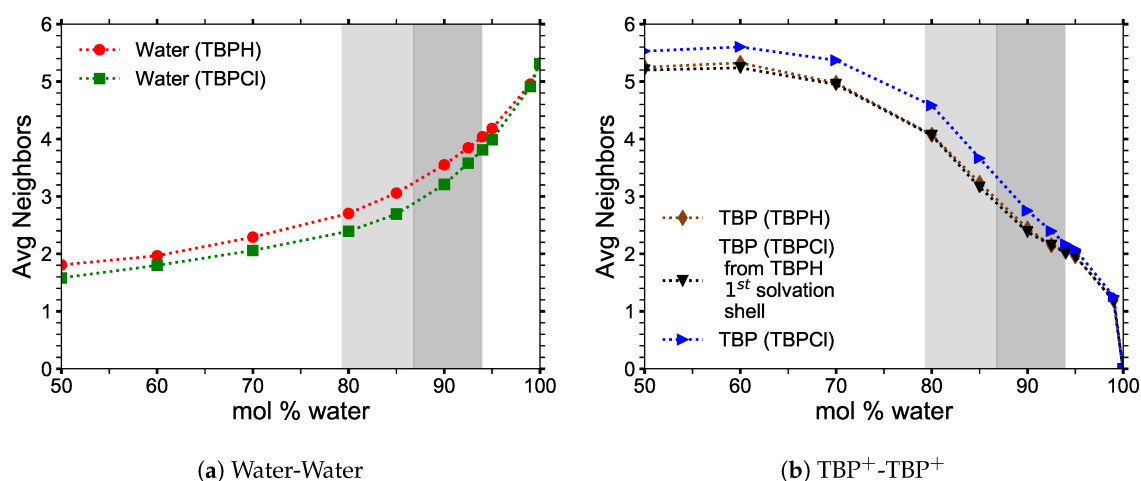 6
5
4
3
2
1
0
Avg Neighbors
Water (TBPH)
Water (TBPCl)
50 60 70 80 90 100
mol % water
(a) Water-Water
6
5
4
3
2
1
0
Avg Neighbors
TBP (TBPH)
TBP (TBPCl)
from TBPH
1st solvation
shell
TBP (TBPCl)
50 60 70 80 90 100
mol % water
(b) TBP+-TBP+